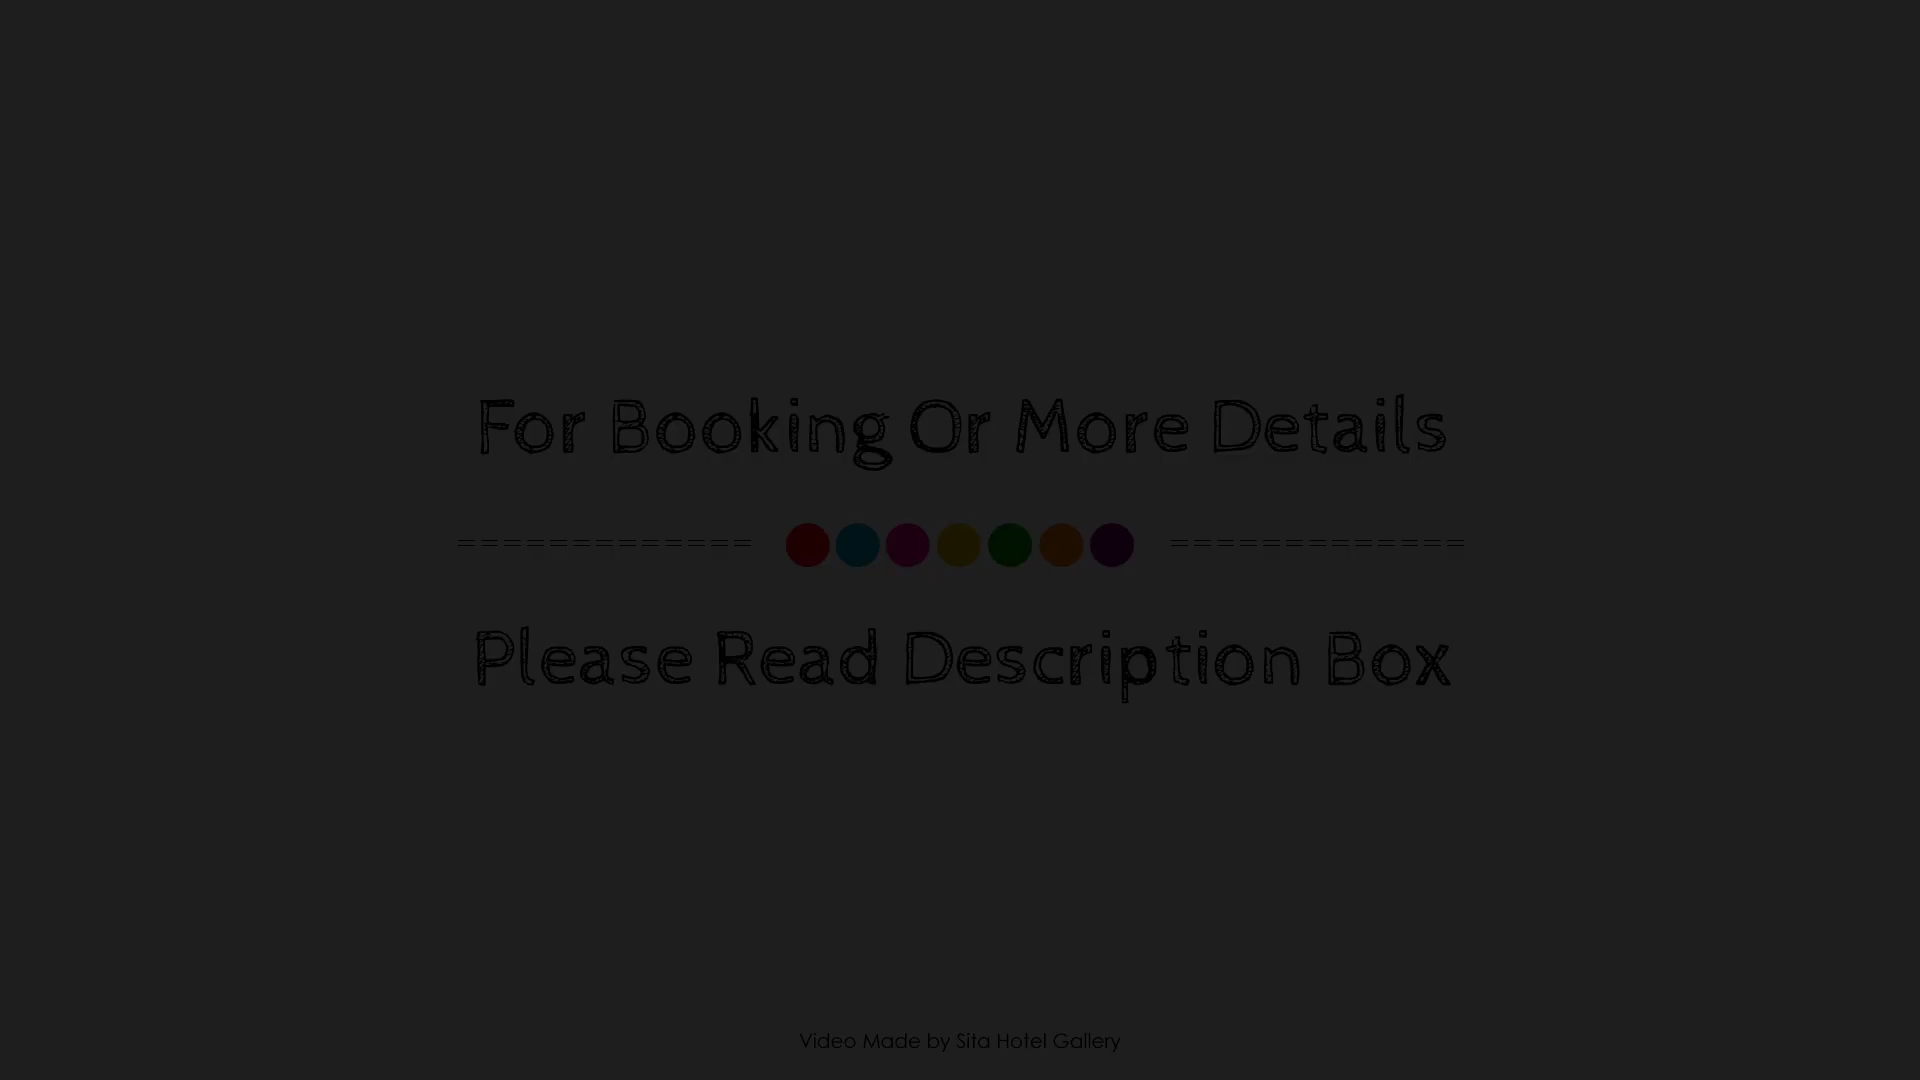 For Booking Or More Details
============= =============
Please Read Description Box
Video Made by Sita Hotel Gallery